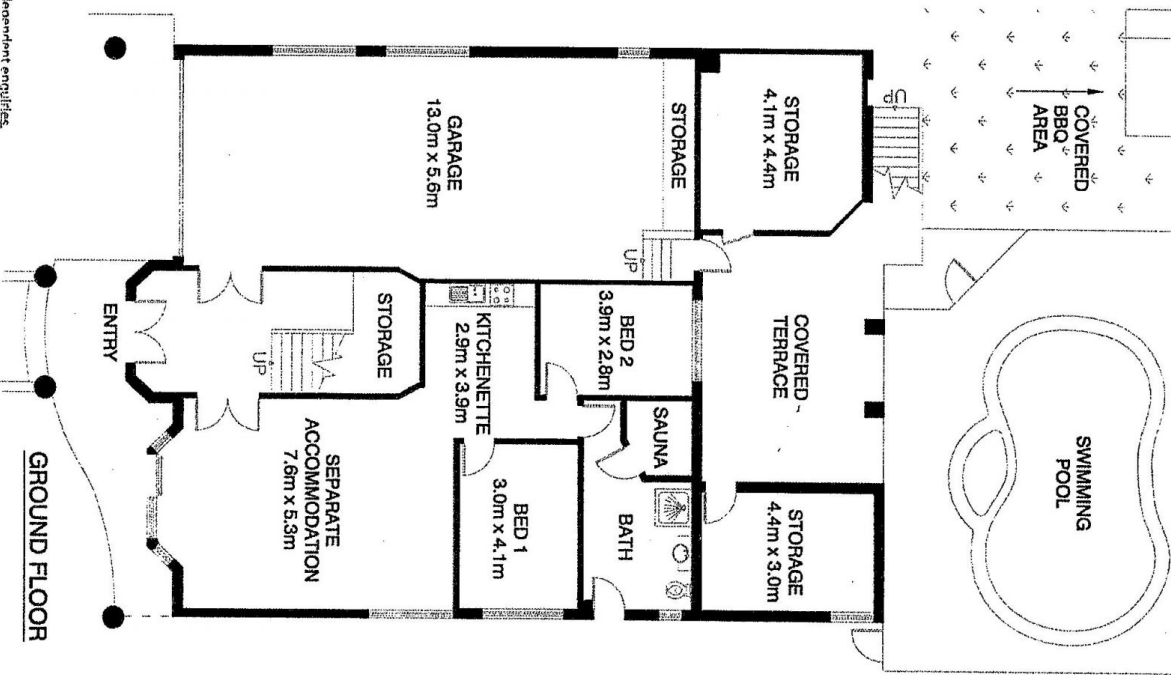 COVERED
BBQ
AREA
SWIMMING
POOL
UP
STORAGE
4.1m x 4.4m
COVERED -
TERRACE
STORAGE
4.4m x 3.0m
STORAGE
UP
BED 2
3.9m x 2.8m
SAUNA
BATH
GARAGE
13.0m x 5.6m
KITCHENETTE
2.9m x 3.9m
BED 1
3.0m x 4.1m
STORAGE
UP
SEPARATE
ACCOMMODATION
7.6m x 5.3m
ENTRY
GROUND FLOOR
dependent enquiries.